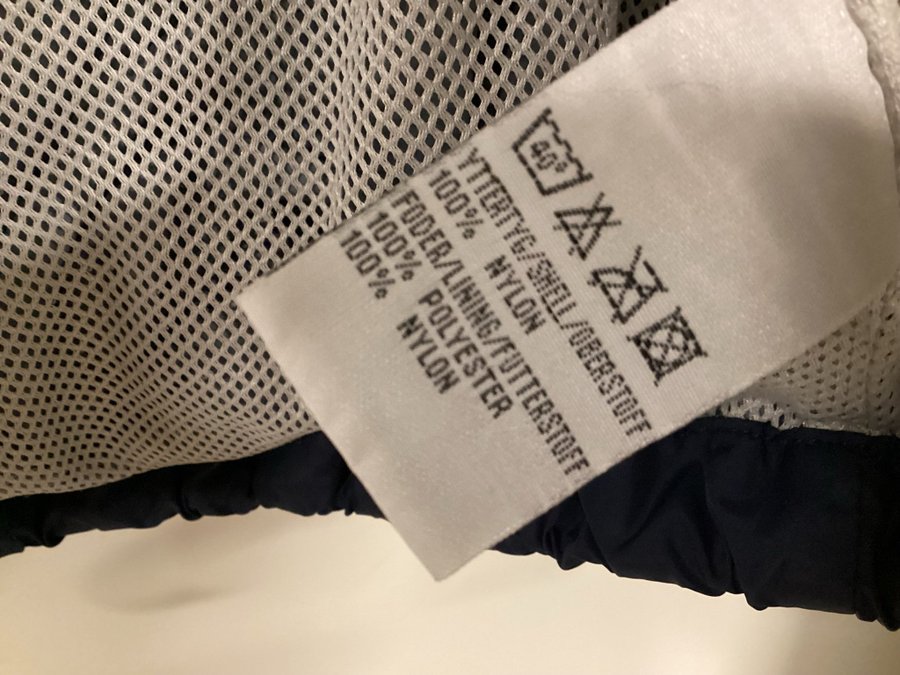 40°
YTTERTYG/SHELL/OBERSTOFF
100% NYLON
FODER/LINING/FUTTERSTOFF
100% POLYESTER
100% NYLON